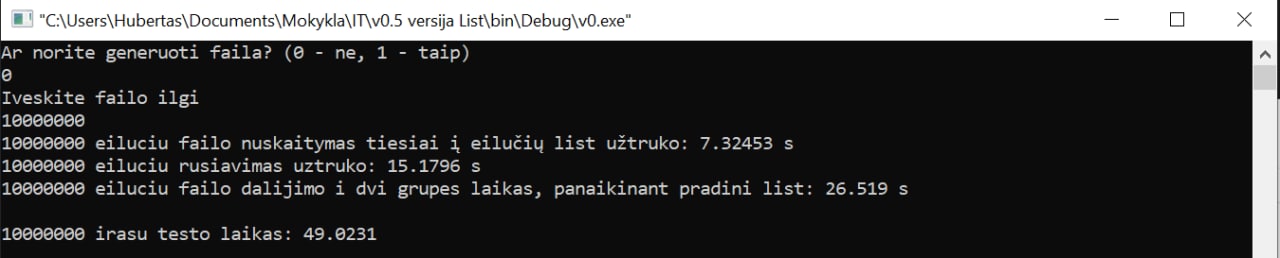 "C:\Users\Hubertas\Documents\Mokykla\IT\v0.5 versija List\bin\Debug\v0.exe"
Ar norite generuoti faila? (0 - ne, 1 - taip)
0
Iveskite failo ilgi
10000000
10000000 eiluciu failo nuskaitymas tiesiai į eilučių list užtruko: 7.32453 s
10000000 eiluciu rusiavimas uztruko: 15.1796 s
10000000 eiluciu failo dalijimo i dvi grupes laikas, panaikinant pradini list: 26.519 s
10000000 irasu testo laikas: 49.0231